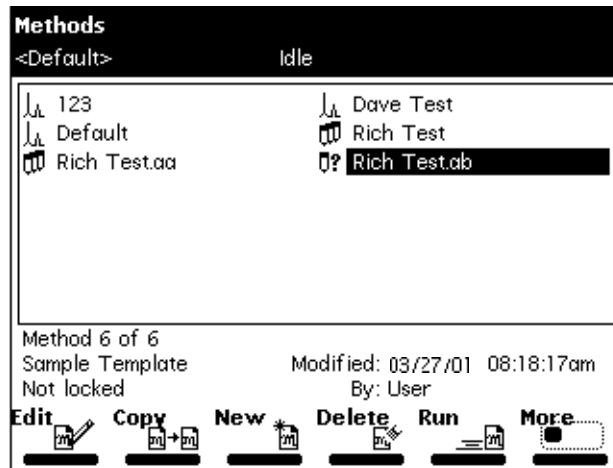 Methods
<Default> Idle
123 Dave Test
Default Rich Test
Rich Test.aa Rich Test.ab
Method 6 of 6
Sample Template Modified: 03/27/01 08:18:17am
Not locked By: User
Edit Copy New Delete Run More